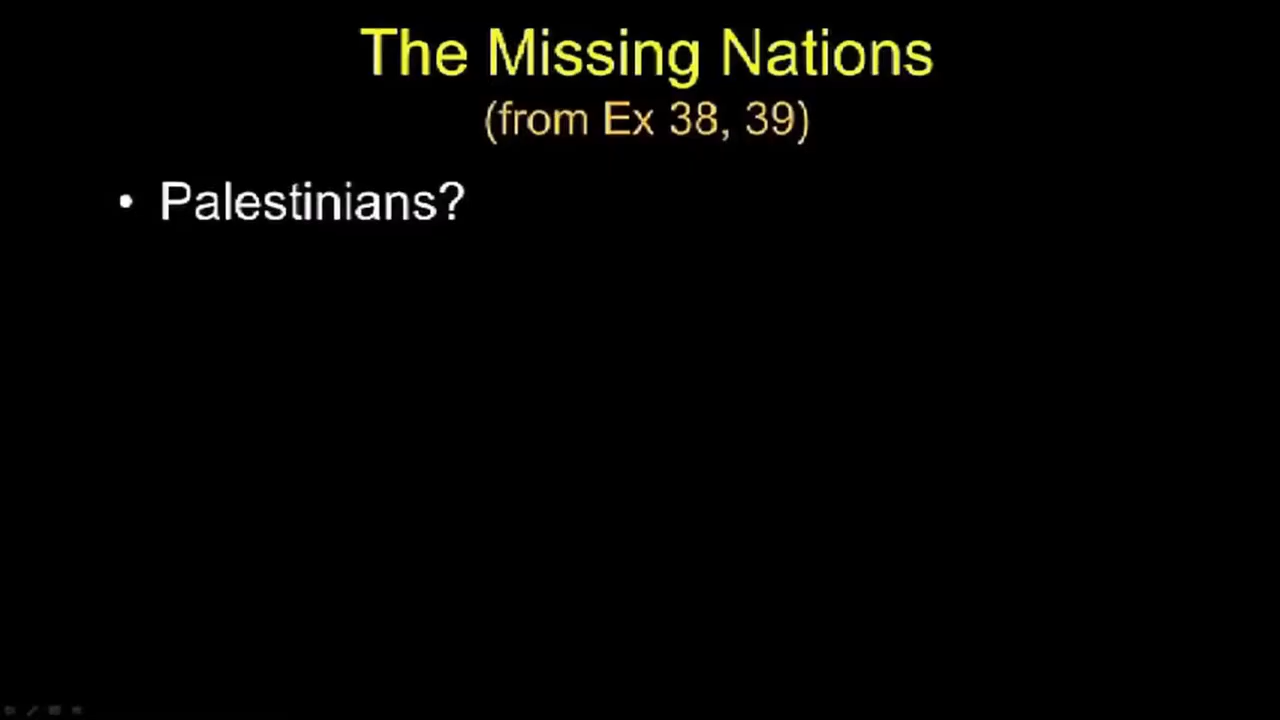 The Missing Nations
(from Ex 38, 39)
• Palestinians?